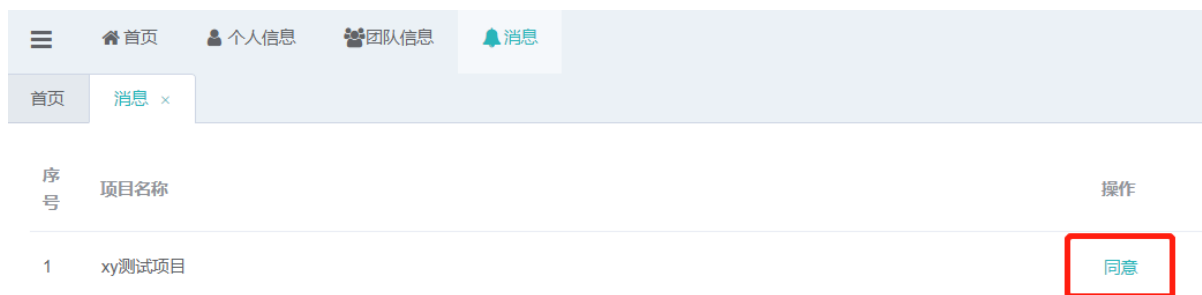 首页 个人信息 团队信息 消息
首页 消息 ×
序号 项目名称 操作
1 xy测试项目 同意